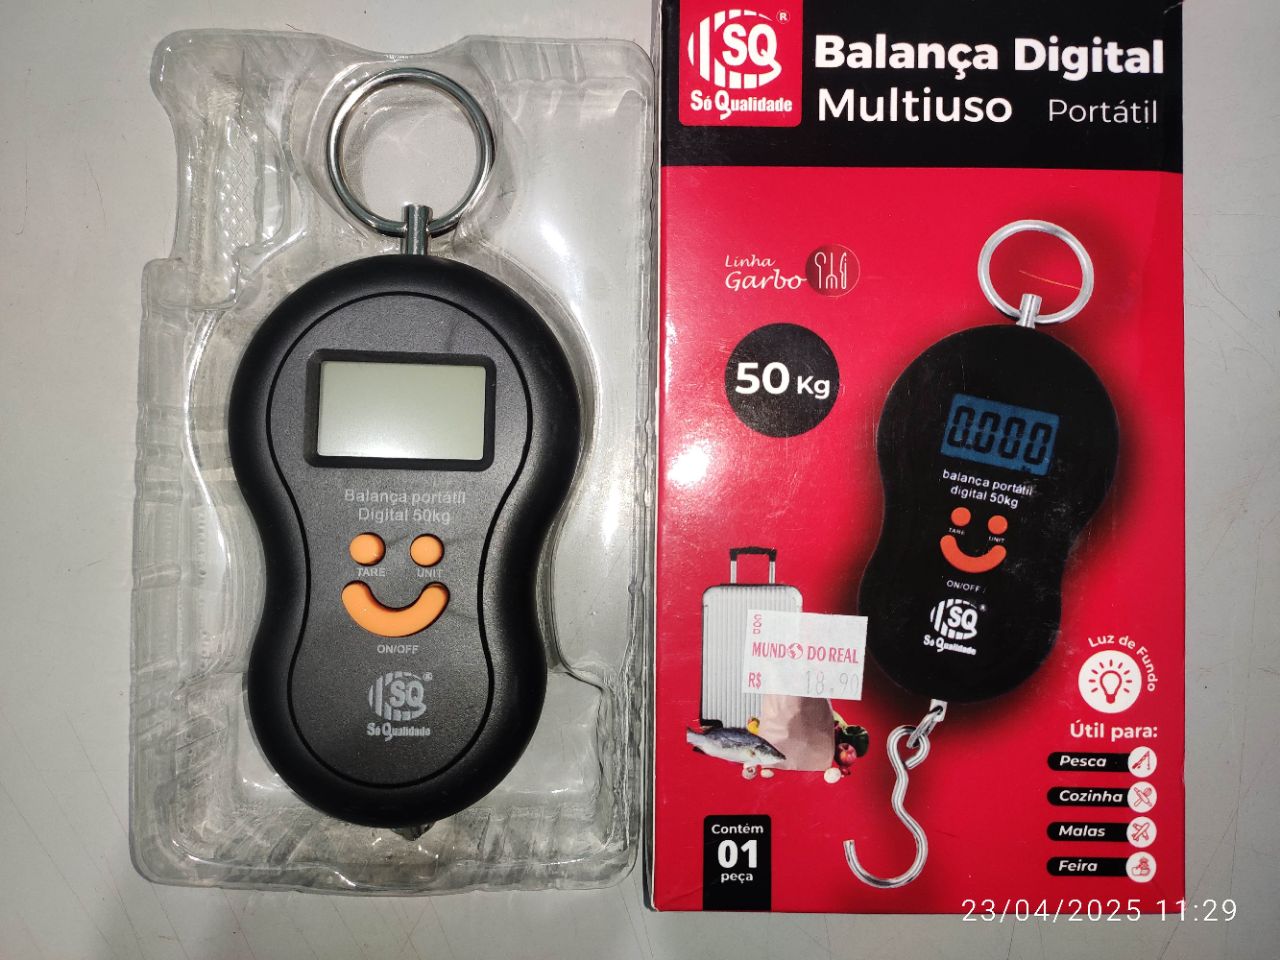 Balança portátil
Digital 50kg
TARE UNIT
ON/OFF
SQ®
Só Qualidade
SQ®
Só Qualidade
Balança Digital
Multiuso Portátil
Linha
Garbo
50 Kg
0.000
balança portátil
digital 50kg
TARE UNIT
ON/OFF
SQ®
Só Qualidade
COD
MUNDO DO REAL
R$ 18.90
Luz de Fundo
Útil para:
Pesca
Cozinha
Malas
Feira
Contém
01
peça
23/04/2025 11:29